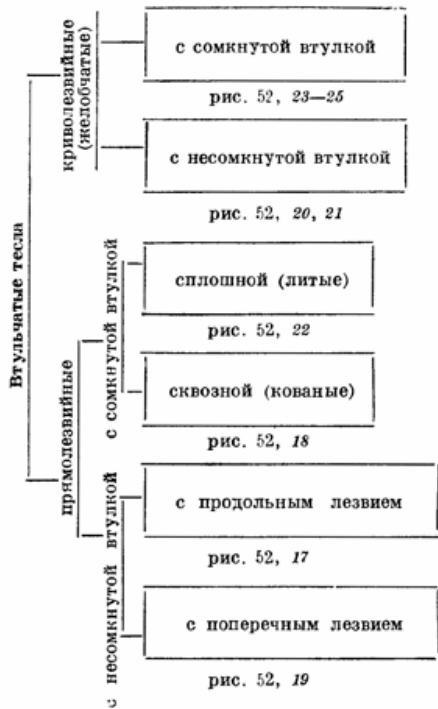 Втульчатые тесла
криволезвийные
(желобчатые)
с сомкнутой втулкой
рис. 52, 23—25
с несомкнутой втулкой
рис. 52, 20, 21
прямолезвийные
с сомкнутой втулкой
сплошной (литые)
рис. 52, 22
сквозной (кованые)
рис. 52, 18
с несомкнутой втулкой
с продольным лезвием
рис. 52, 17
с поперечным лезвием
рис. 52, 19